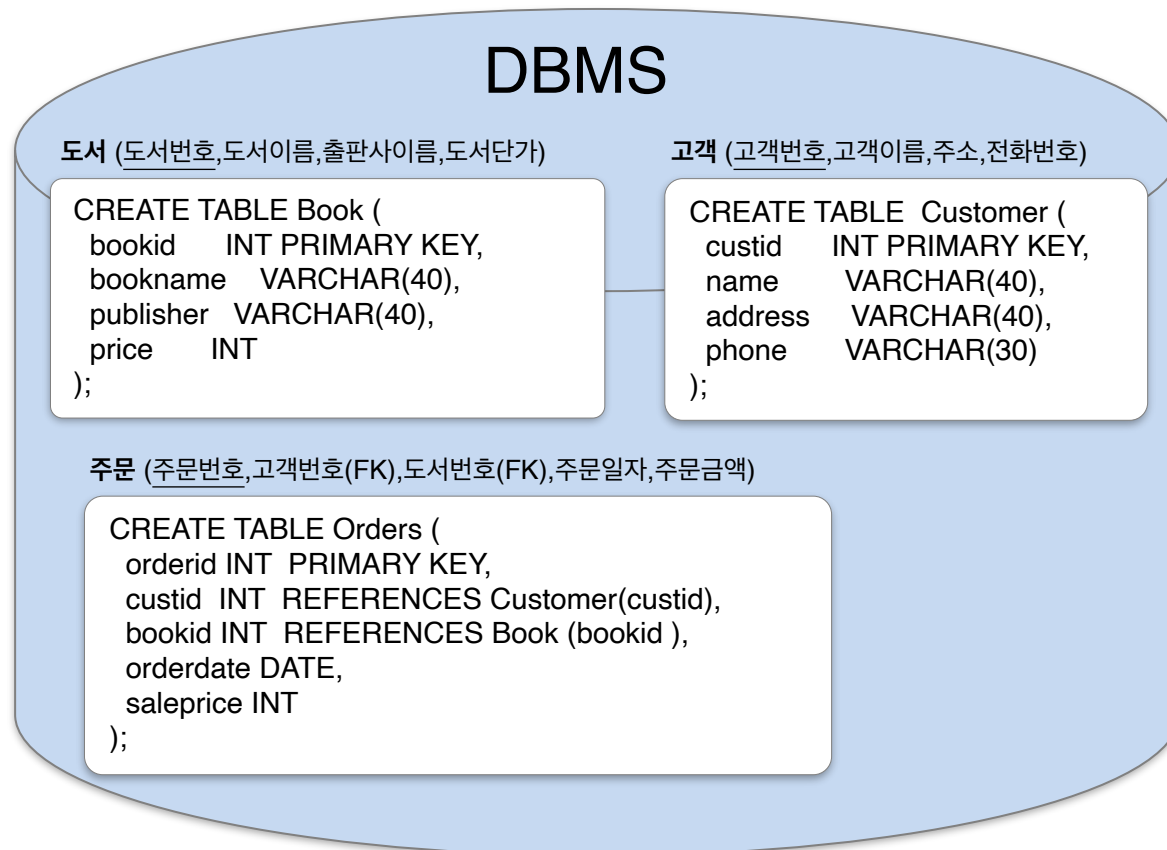 DBMS
도서 (도서번호,도서이름,출판사이름,도서단가)
CREATE TABLE Book (
bookid INT PRIMARY KEY,
bookname VARCHAR(40),
publisher VARCHAR(40),
price INT
);
고객 (고객번호,고객이름,주소,전화번호)
CREATE TABLE Customer (
custid INT PRIMARY KEY,
name VARCHAR(40),
address VARCHAR(40),
phone VARCHAR(30)
);
주문 (주문번호,고객번호(FK),도서번호(FK),주문일자,주문금액)
CREATE TABLE Orders (
orderid INT PRIMARY KEY,
custid INT REFERENCES Customer(custid),
bookid INT REFERENCES Book (bookid ),
orderdate DATE,
saleprice INT
);